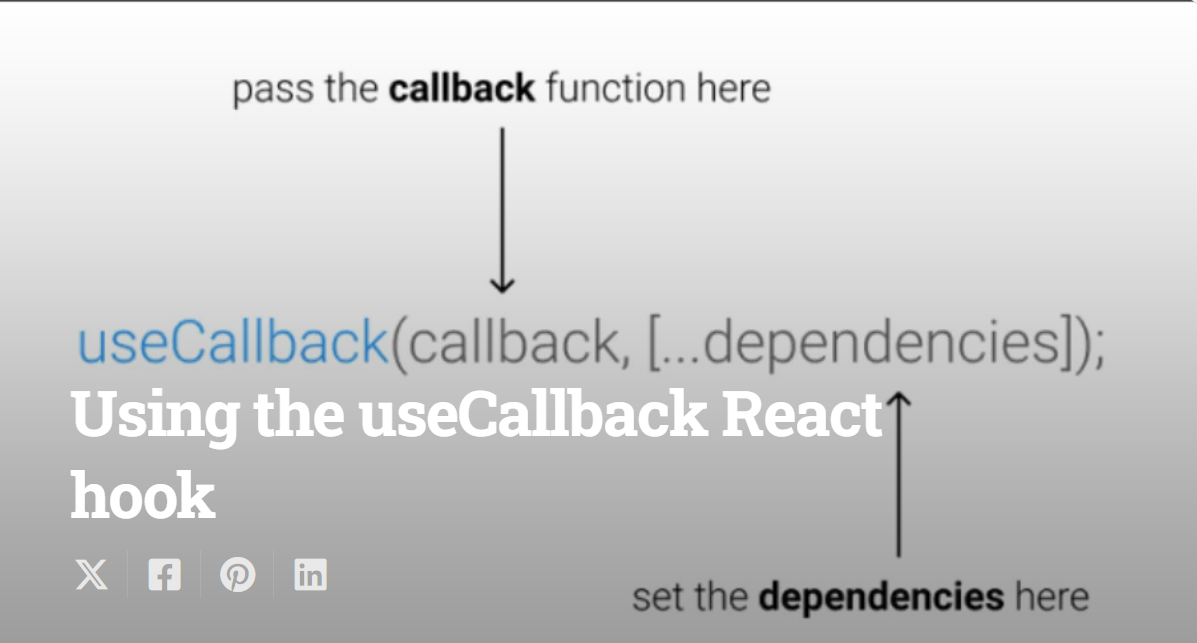 pass the callback function here
useCallback(callback, [...dependencies]);
Using the useCallback React
hook
set the dependencies here